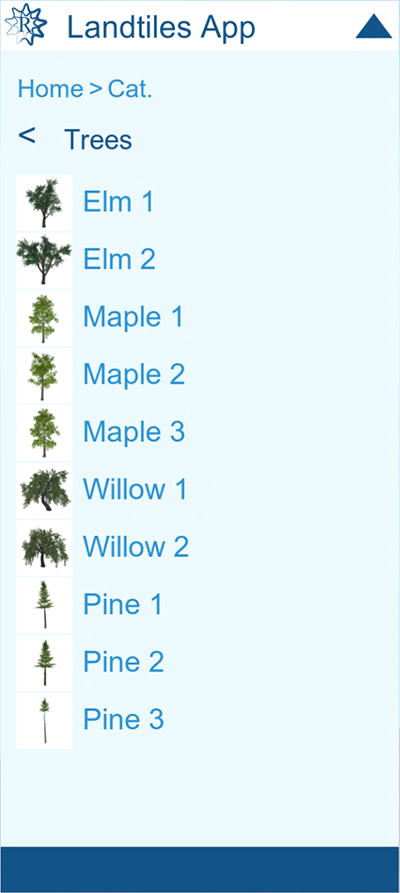 R
Landtiles App
Home > Cat.
< Trees
Elm 1
Elm 2
Maple 1
Maple 2
Maple 3
Willow 1
Willow 2
Pine 1
Pine 2
Pine 3